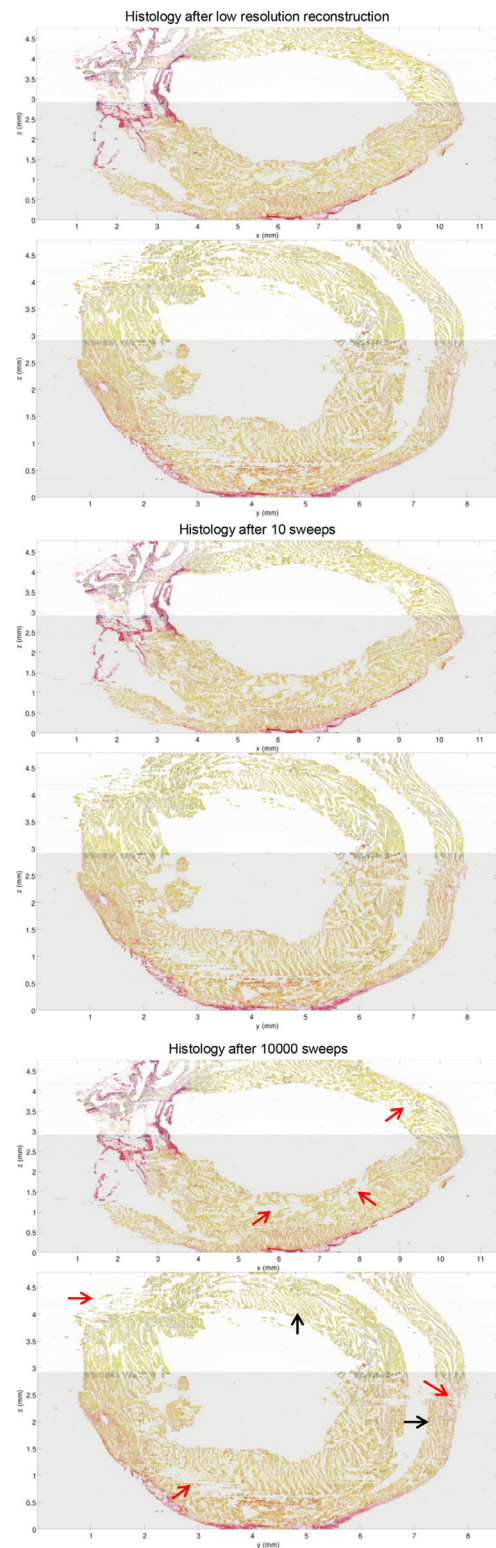 Histology after low resolution reconstruction
4.5
4
3.5
3
2.5
2
1.5
1
0.5
0
z (mm)
1 2 3 4 5 6 7 8 9 10 11
x (mm)
4.5
4
3.5
3
2.5
2
1.5
1
0.5
0
z (mm)
1 2 3 4 5 6 7 8
y (mm)
Histology after 10 sweeps
4.5
4
3.5
3
2.5
2
1.5
1
0.5
0
z (mm)
1 2 3 4 5 6 7 8 9 10 11
x (mm)
4.5
4
3.5
3
2.5
2
1.5
1
0.5
0
z (mm)
1 2 3 4 5 6 7 8
y (mm)
Histology after 10000 sweeps
4.5
4
3.5
3
2.5
2
1.5
1
0.5
0
z (mm)
1 2 3 4 5 6 7 8 9 10 11
x (mm)
4.5
4
3.5
3
2.5
2
1.5
1
0.5
0
z (mm)
1 2 3 4 5 6 7 8
y (mm)